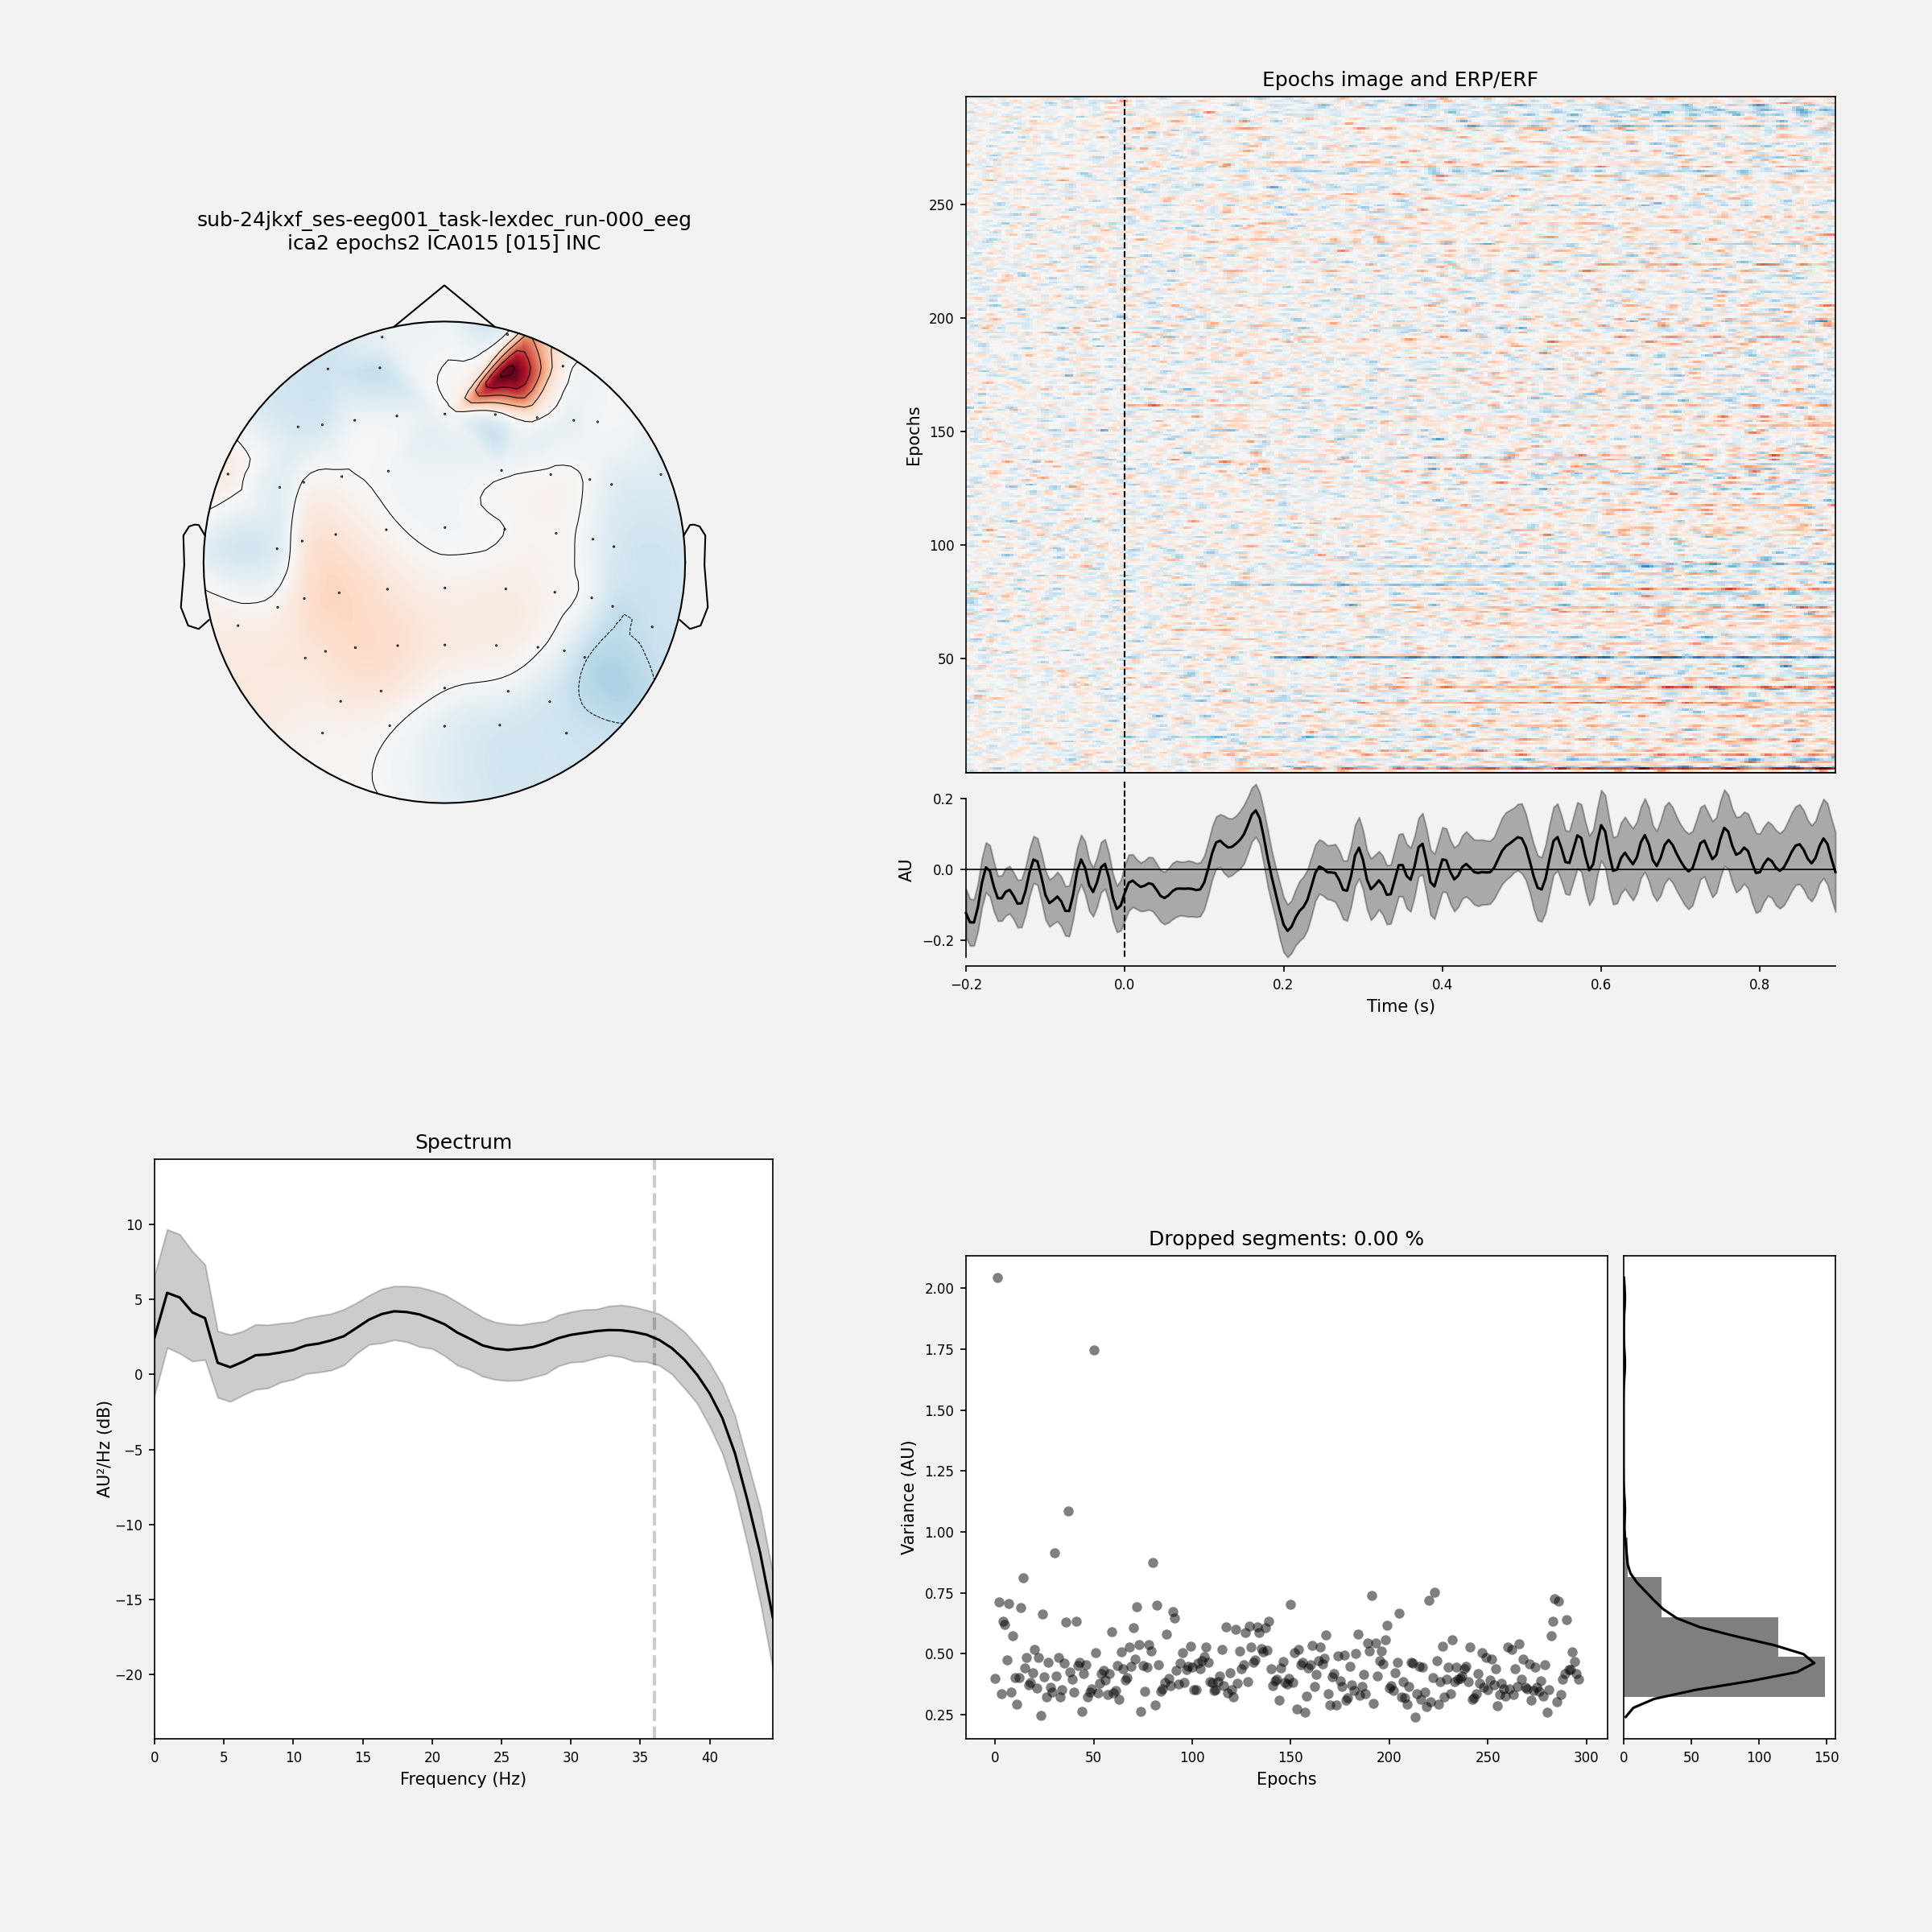 sub-24jkxf_ses-eeg001_task-lexdec_run-000_eeg
ica2 epochs2 ICA015 [015] INC
Epochs image and ERP/ERF
Epochs
250
200
150
100
50
AU
0.2
0.0
−0.2
−0.2 0.0 0.2 0.4 0.6 0.8
Time (s)
Spectrum
AU²/Hz (dB)
10
5
0
−5
−10
−15
−20
0 5 10 15 20 25 30 35 40
Frequency (Hz)
Dropped segments: 0.00 %
Variance (AU)
2.00
1.75
1.50
1.25
1.00
0.75
0.50
0.25
0 50 100 150 200 250 300
Epochs
0 50 100 150